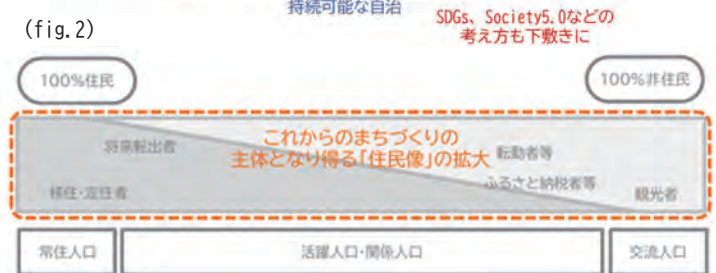 持続可能な自治
SDGs、Society5.0などの
考え方も下敷きに
(fig.2)
100%住民
100%非住民
これからのまちづくりの
主体となり得る「住民像」の拡大
将来転出者
転勤者等
移住・定住者
ふるさと納税者等
観光者
常住人口
活躍人口・関係人口
交流人口